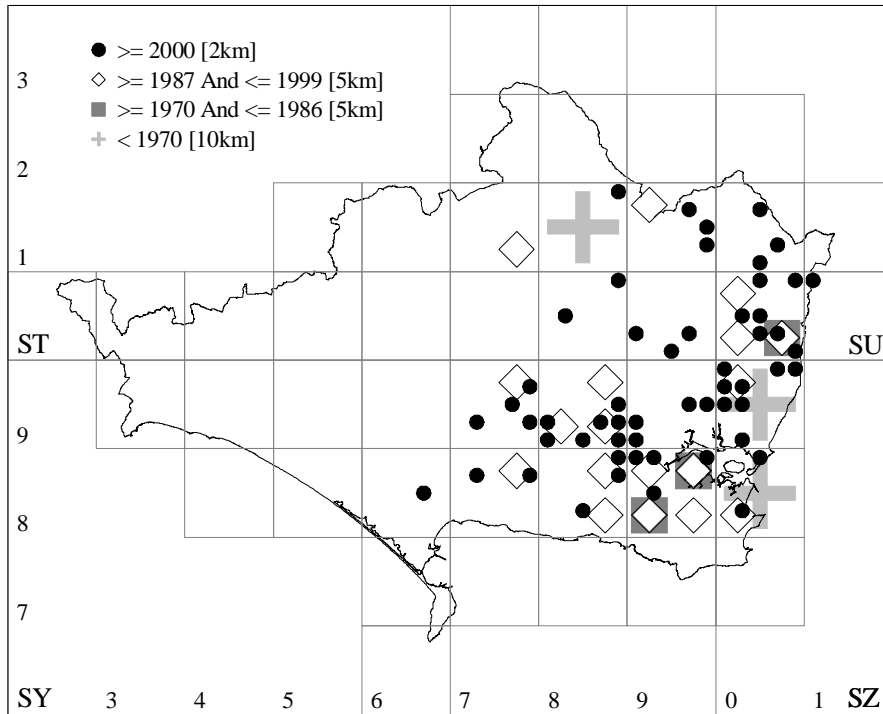 >= 2000 [2km]
>= 1987 And <= 1999 [5km]
>= 1970 And <= 1986 [5km]
< 1970 [10km]
3
2
1
ST
SU
9
8
7
SY 3 4 5 6 7 8 9 0 1 SZ